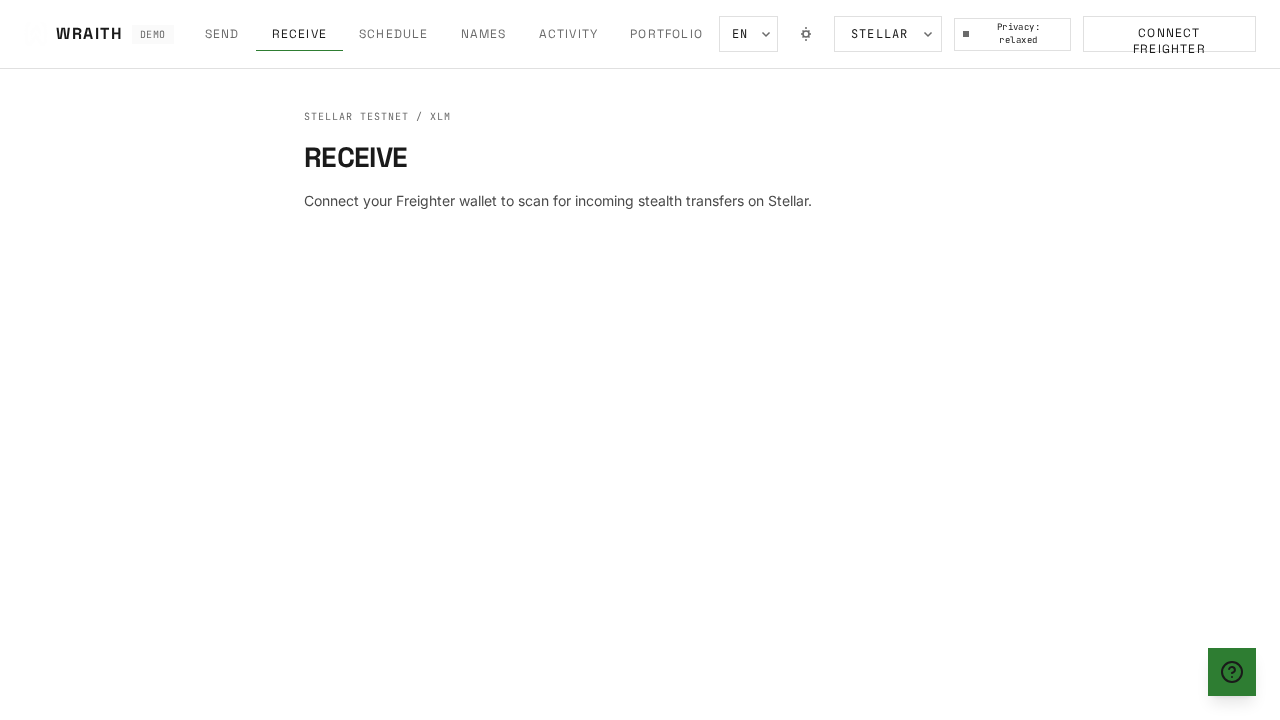 WRAITH DEMO SEND RECEIVE SCHEDULE NAMES ACTIVITY PORTFOLIO EN STELLAR Privacy: relaxed CONNECT FREIGHTER
STELLAR TESTNET / XLM
RECEIVE
Connect your Freighter wallet to scan for incoming stealth transfers on Stellar.